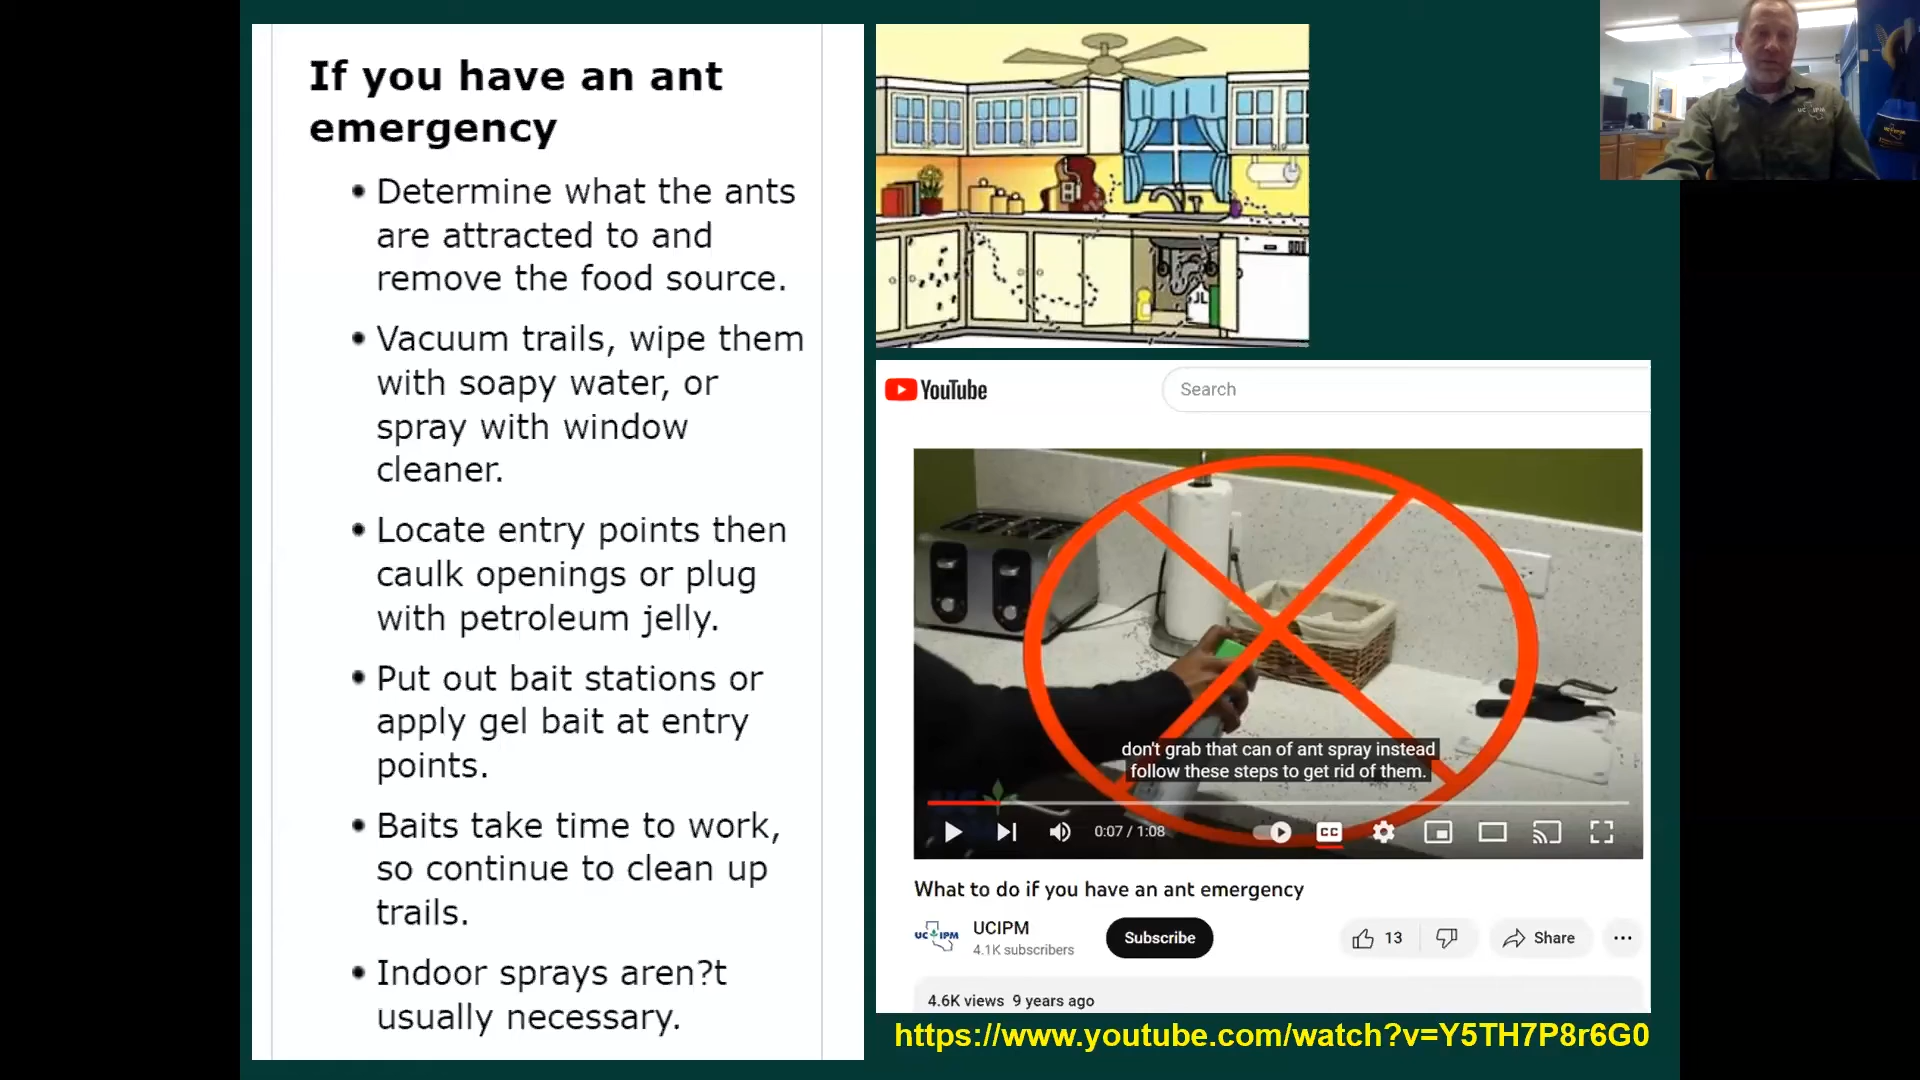 If you have an ant
emergency
• Determine what the ants
are attracted to and
remove the food source.
• Vacuum trails, wipe them
with soapy water, or
spray with window
cleaner.
• Locate entry points then
caulk openings or plug
with petroleum jelly.
• Put out bait stations or
apply gel bait at entry
points.
• Baits take time to work,
so continue to clean up
trails.
• Indoor sprays aren?t
usually necessary.
JL
YouTube
Search
don't grab that can of ant spray instead
follow these steps to get rid of them.
0:07 / 1:08
CC
What to do if you have an ant emergency
UC IPM
UCIPM
4.1K subscribers
Subscribe
13
Share
4.6K views 9 years ago
https://www.youtube.com/watch?v=Y5TH7P8r6G0
UC IPM